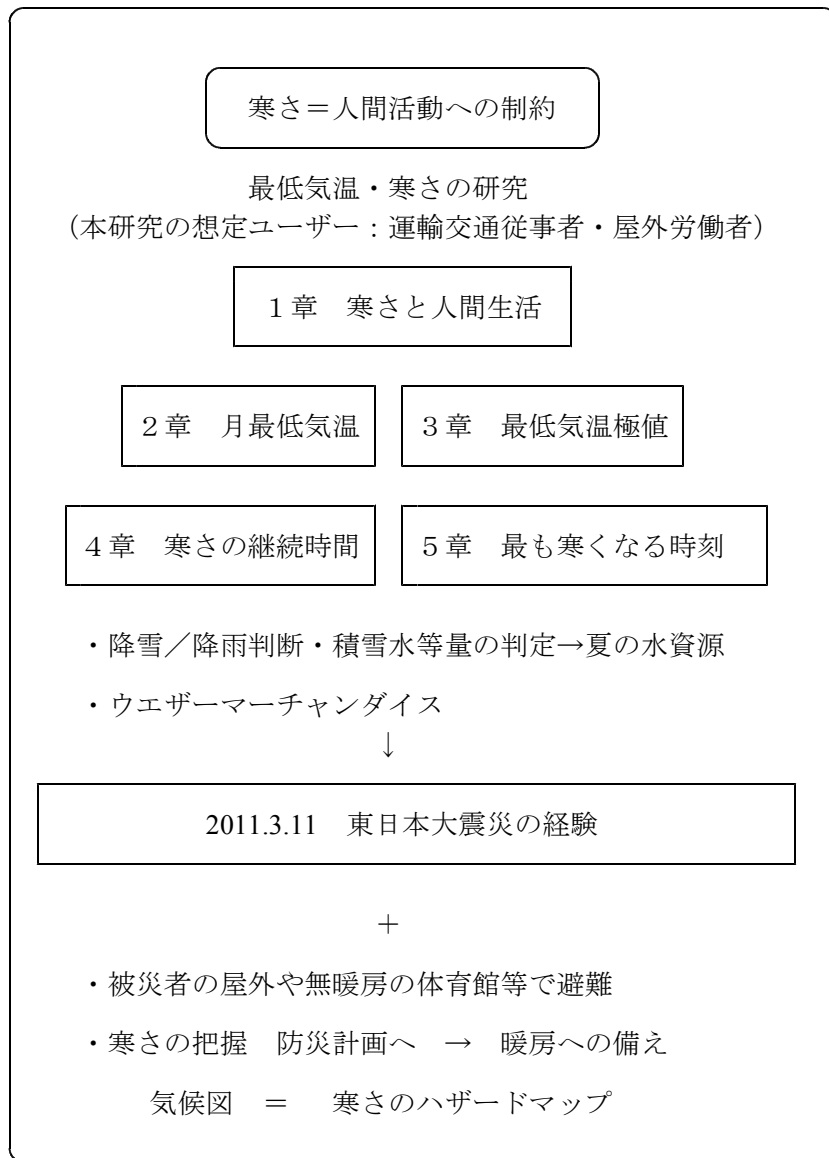 寒さ＝人間活動への制約
最低気温・寒さの研究
（本研究の想定ユーザー：運輸交通従事者・屋外労働者）
１章　寒さと人間生活
２章　月最低気温
３章　最低気温極値
４章　寒さの継続時間
５章　最も寒くなる時刻
・降雪／降雨判断・積雪水等量の判定→夏の水資源
・ウエザーマーチャンダイス
↓
2011.3.11　東日本大震災の経験
＋
・被災者の屋外や無暖房の体育館等で避難
・寒さの把握　防災計画へ　→　暖房への備え
気候図　＝　寒さのハザードマップ